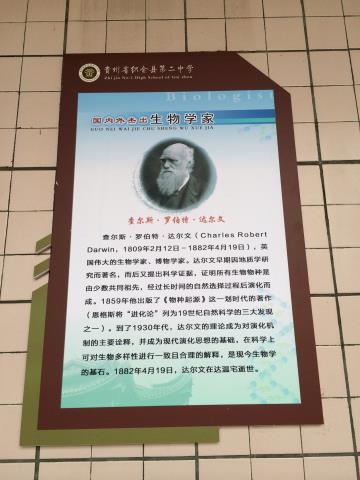 贵州省织金县第二中学
Zhi jin No.2 High School of Gui zhou
Biologist
国内外杰出生物学家
GUO NEI WAI JIE CHU SHENG WU XUE JIA
查尔斯·罗伯特·达尔文
查尔斯·罗伯特·达尔文（Charles Robert
Darwin，1809年2月12日－1882年4月19日），英
国伟大的生物学家、博物学家。达尔文早期因地质学研
究而著名，而后又提出科学证据，证明所有生物物种是
由少数共同祖先，经过长时间的自然选择过程后演化而
成。1859年他出版了《物种起源》这一划时代的著作
（恩格斯将“进化论”列为19世纪自然科学的三大发现
之一）。到了1930年代，达尔文的理论成为对演化机
制的主要诠释，并成为现代演化思想的基础，在科学上
可对生物多样性进行一致且合理的解释，是现今生物学
的基石。1882年4月19日，达尔文在达温宅逝世。